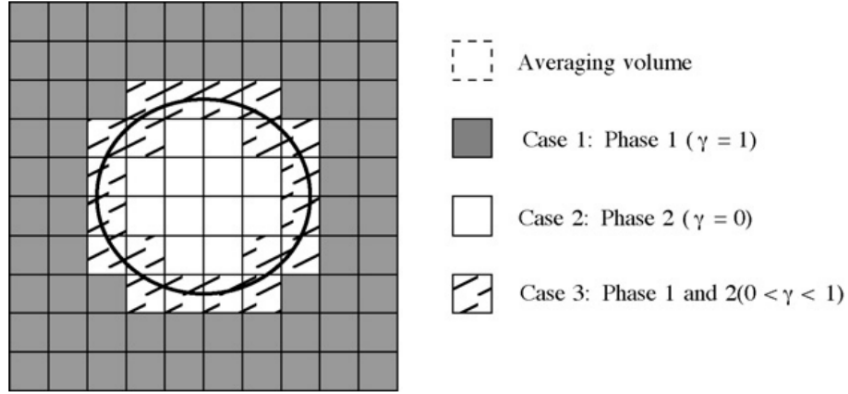 Averaging volume
Case 1: Phase 1 (γ = 1)
Case 2: Phase 2 (γ = 0)
Case 3: Phase 1 and 2(0 < γ < 1)